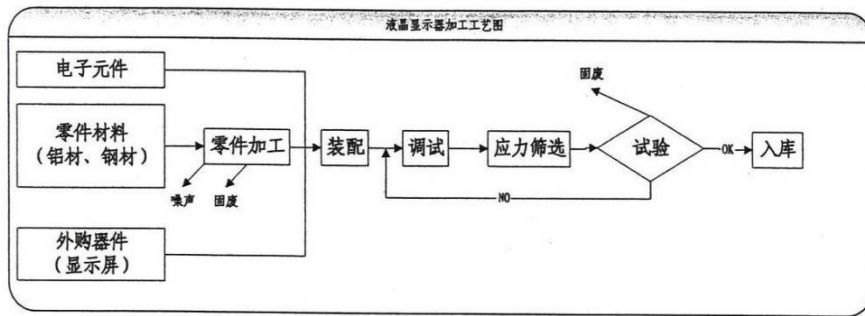 液晶显示器加工工艺图
电子元件
固废
零件材料
（铝材、钢材）
零件加工
装配
调试
应力筛选
试验
OK
入库
噪声
固废
NO
外购器件
（显示屏）